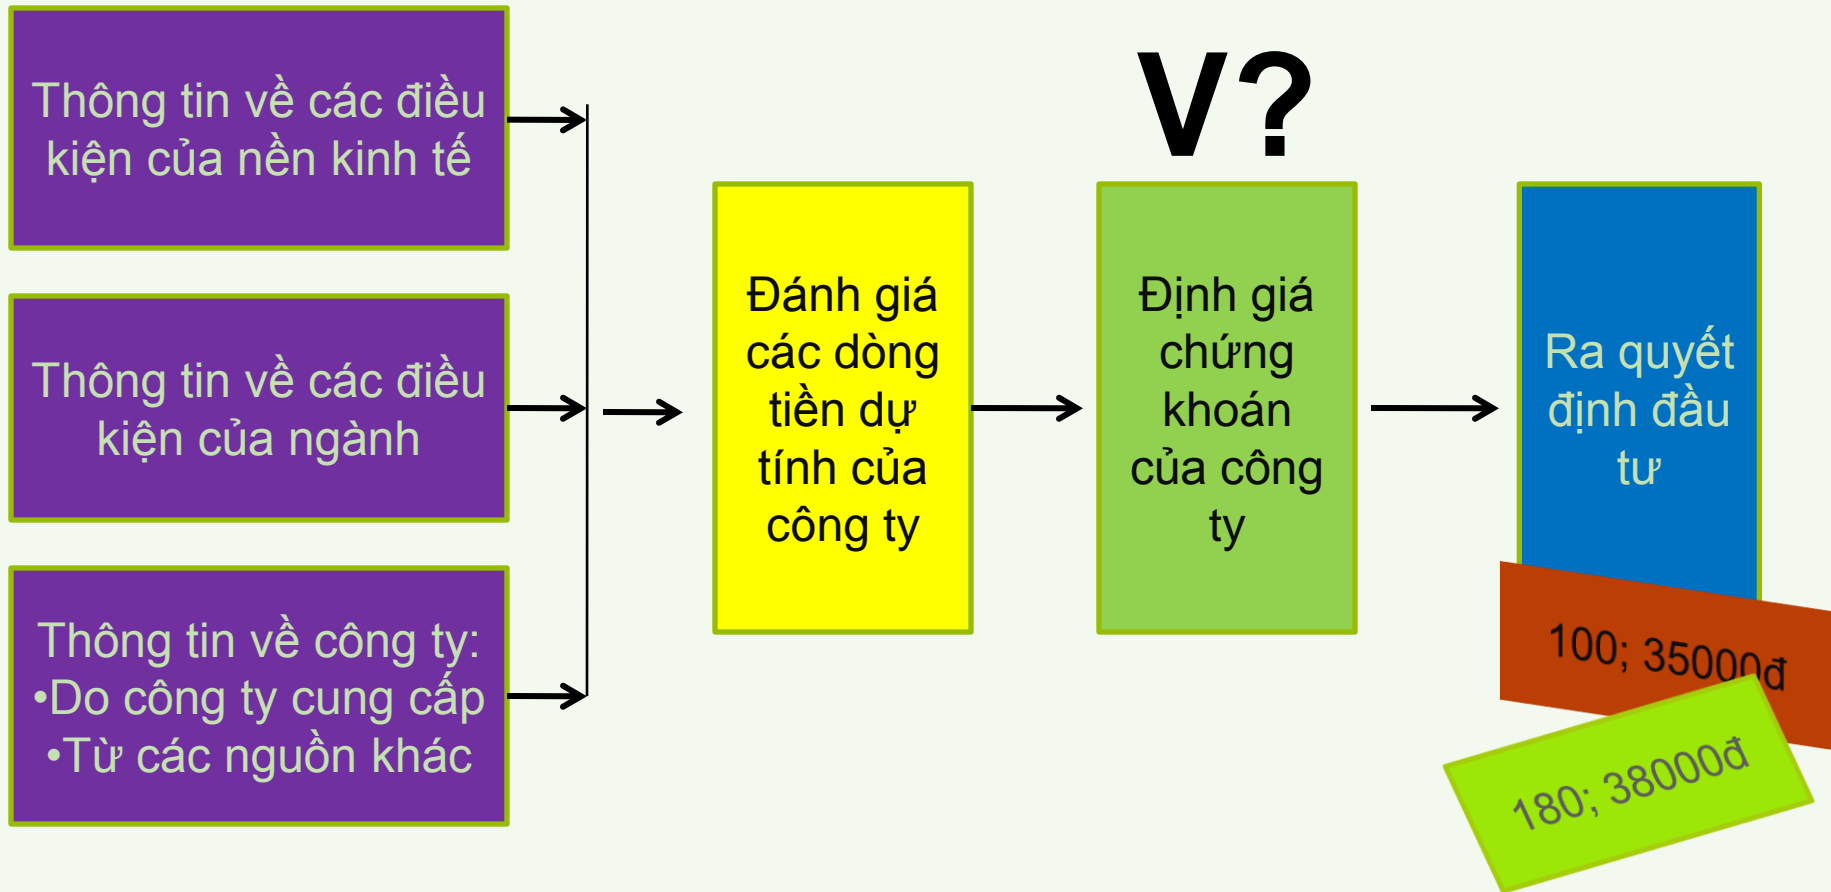 Thông tin về các điều
kiện của nền kinh tế
Thông tin về các điều
kiện của ngành
Thông tin về công ty:
•Do công ty cung cấp
•Từ các nguồn khác
Đánh giá
các dòng
tiền dự
tính của
công ty
V?
Định giá
chứng
khoán
của công
ty
Ra quyết
định đầu
tư
100; 35000đ
180; 38000đ